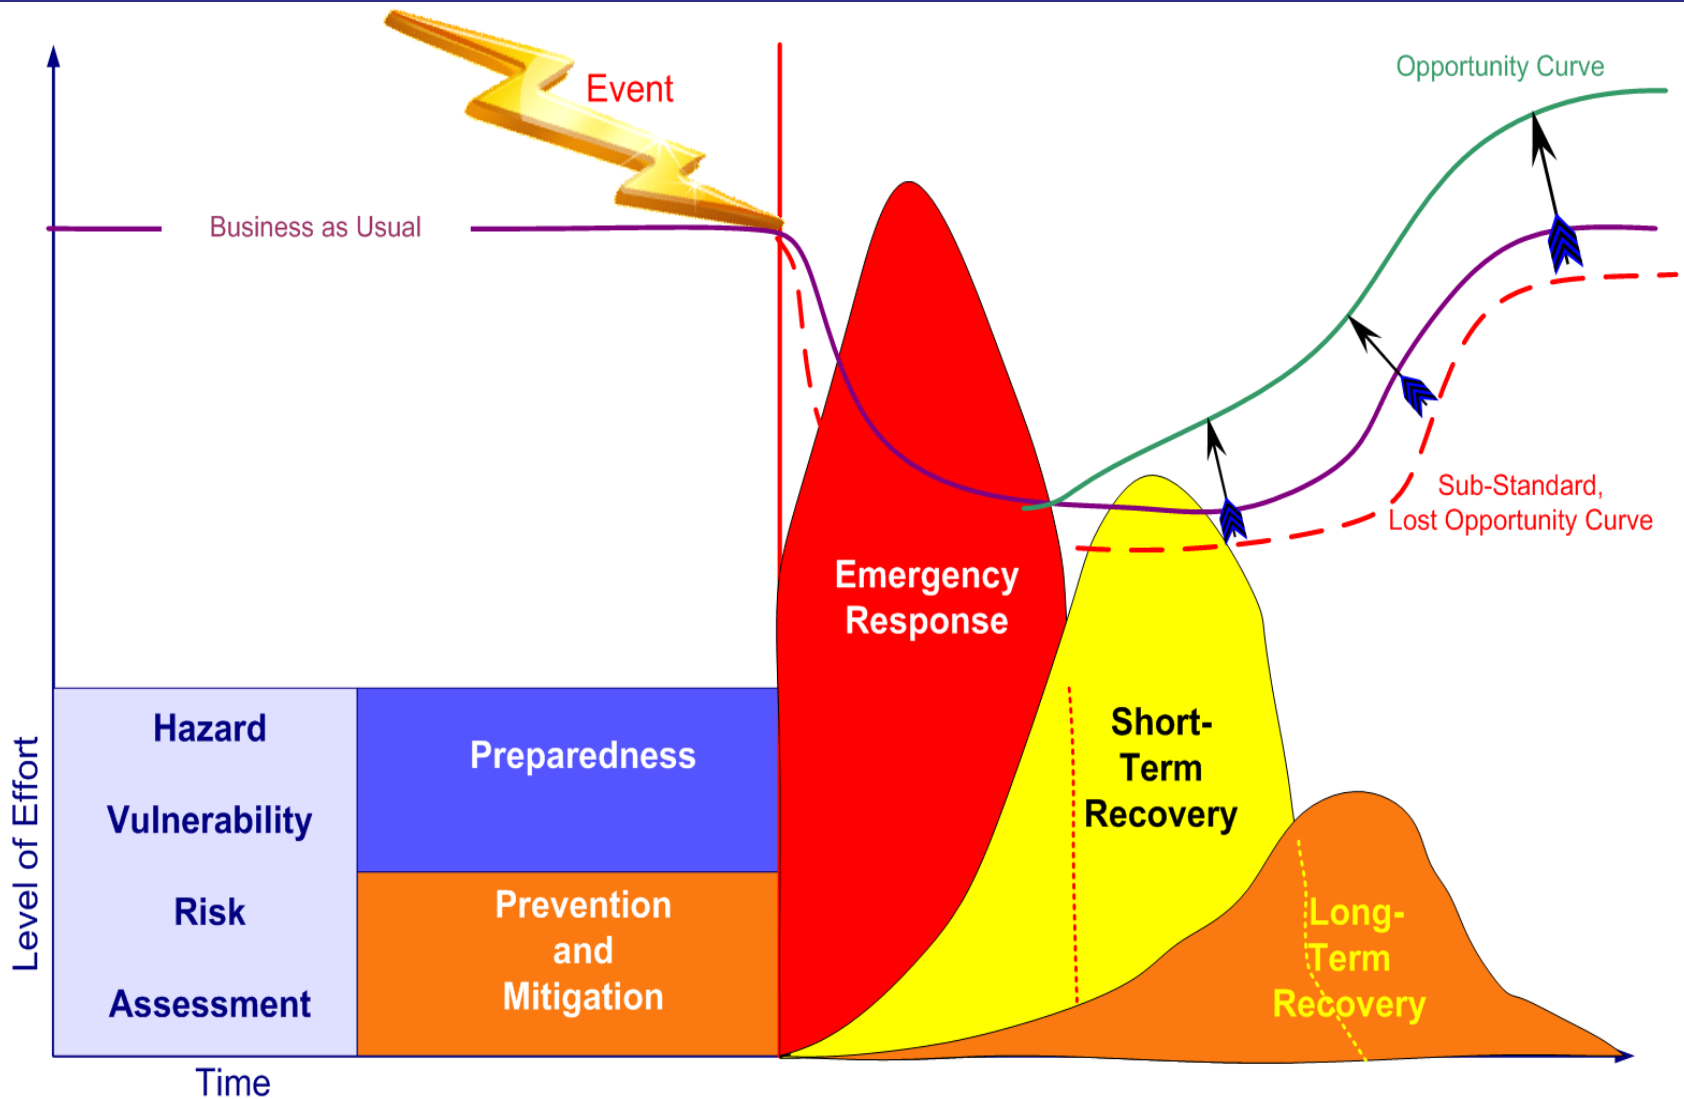 Event
Opportunity Curve
Business as Usual
Sub-Standard,
Lost Opportunity Curve
Emergency
Response
Hazard
Vulnerability
Risk
Assessment
Preparedness
Prevention
and
Mitigation
Short-
Term
Recovery
Long-
Term
Recovery
Level of Effort
Time